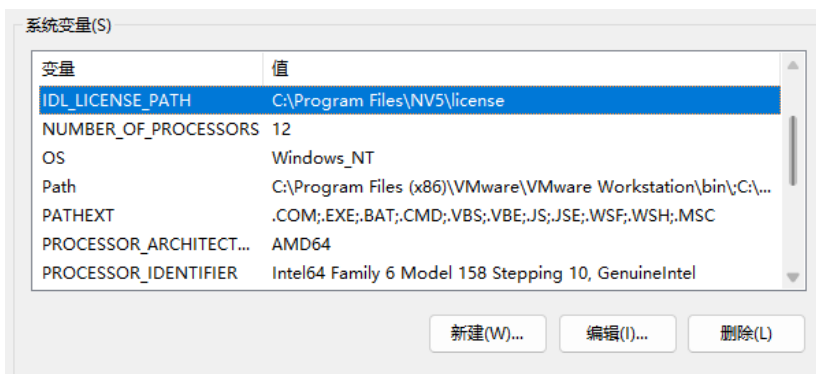 系统变量(S)
变量 值
IDL_LICENSE_PATH C:\Program Files\NV5\license
NUMBER_OF_PROCESSORS 12
OS Windows_NT
Path C:\Program Files (x86)\VMware\VMware Workstation\bin\;C:\...
PATHEXT .COM;.EXE;.BAT;.CMD;.VBS;.VBE;.JS;.JSE;.WSF;.WSH;.MSC
PROCESSOR_ARCHITECT... AMD64
PROCESSOR_IDENTIFIER Intel64 Family 6 Model 158 Stepping 10, GenuineIntel
新建(W)... 编辑(I)... 删除(L)